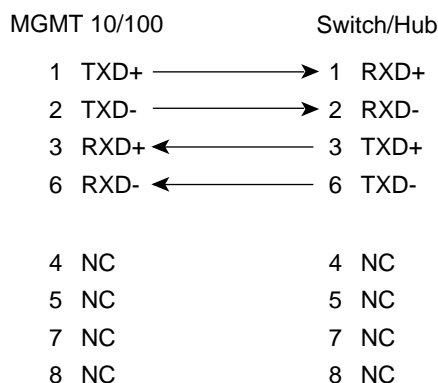 MGMT 10/100 Switch/Hub
1 TXD+ 1 RXD+
2 TXD- 2 RXD-
3 RXD+ 3 TXD+
6 RXD- 6 TXD-
4 NC 4 NC
5 NC 5 NC
7 NC 7 NC
8 NC 8 NC